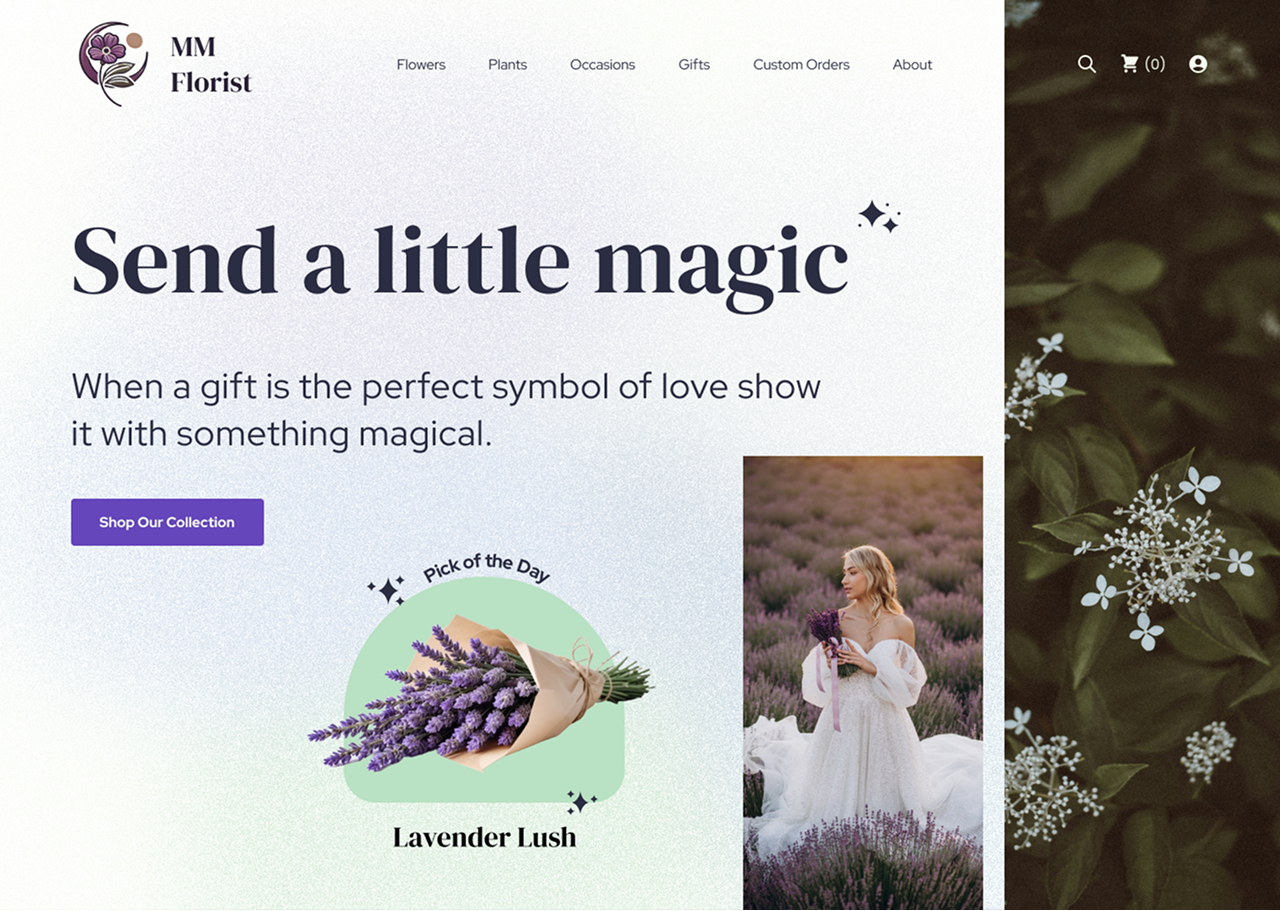 MM
Florist
Flowers Plants Occasions Gifts Custom Orders About
(0)
Send a little magic
When a gift is the perfect symbol of love show
it with something magical.
Shop Our Collection
Pick of the Day
Lavender Lush